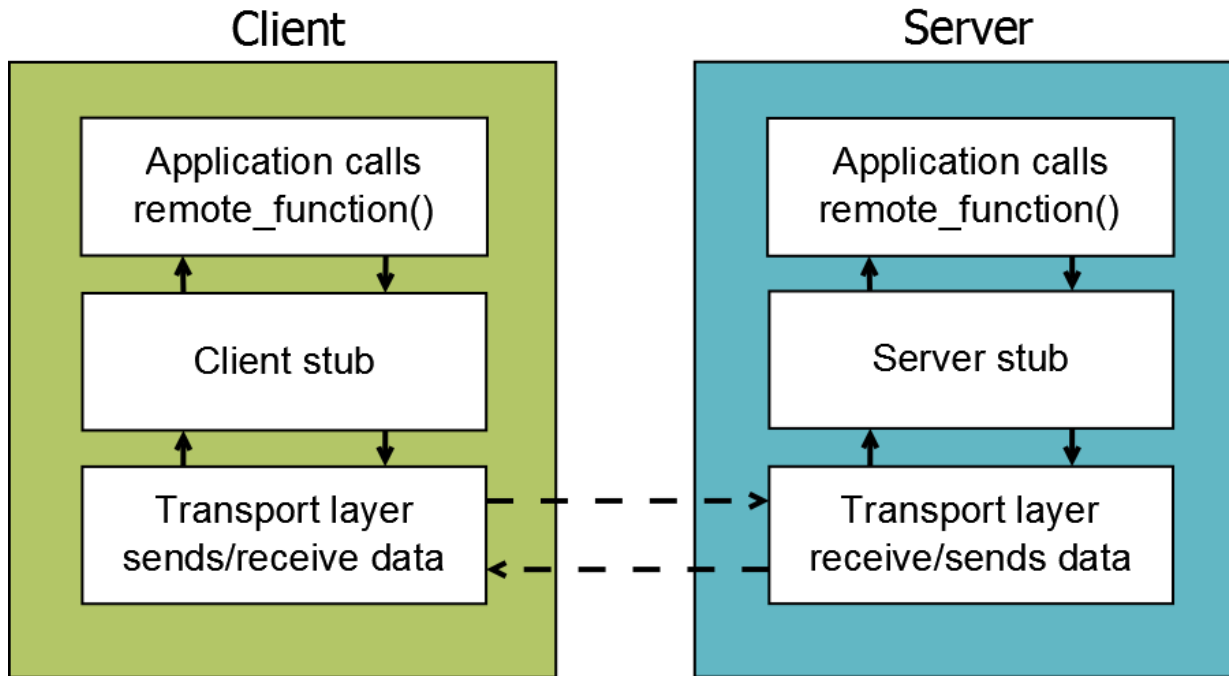 Client
Server
Application calls
remote_function()
Application calls
remote_function()
Client stub
Server stub
Transport layer
sends/receive data
Transport layer
receive/sends data